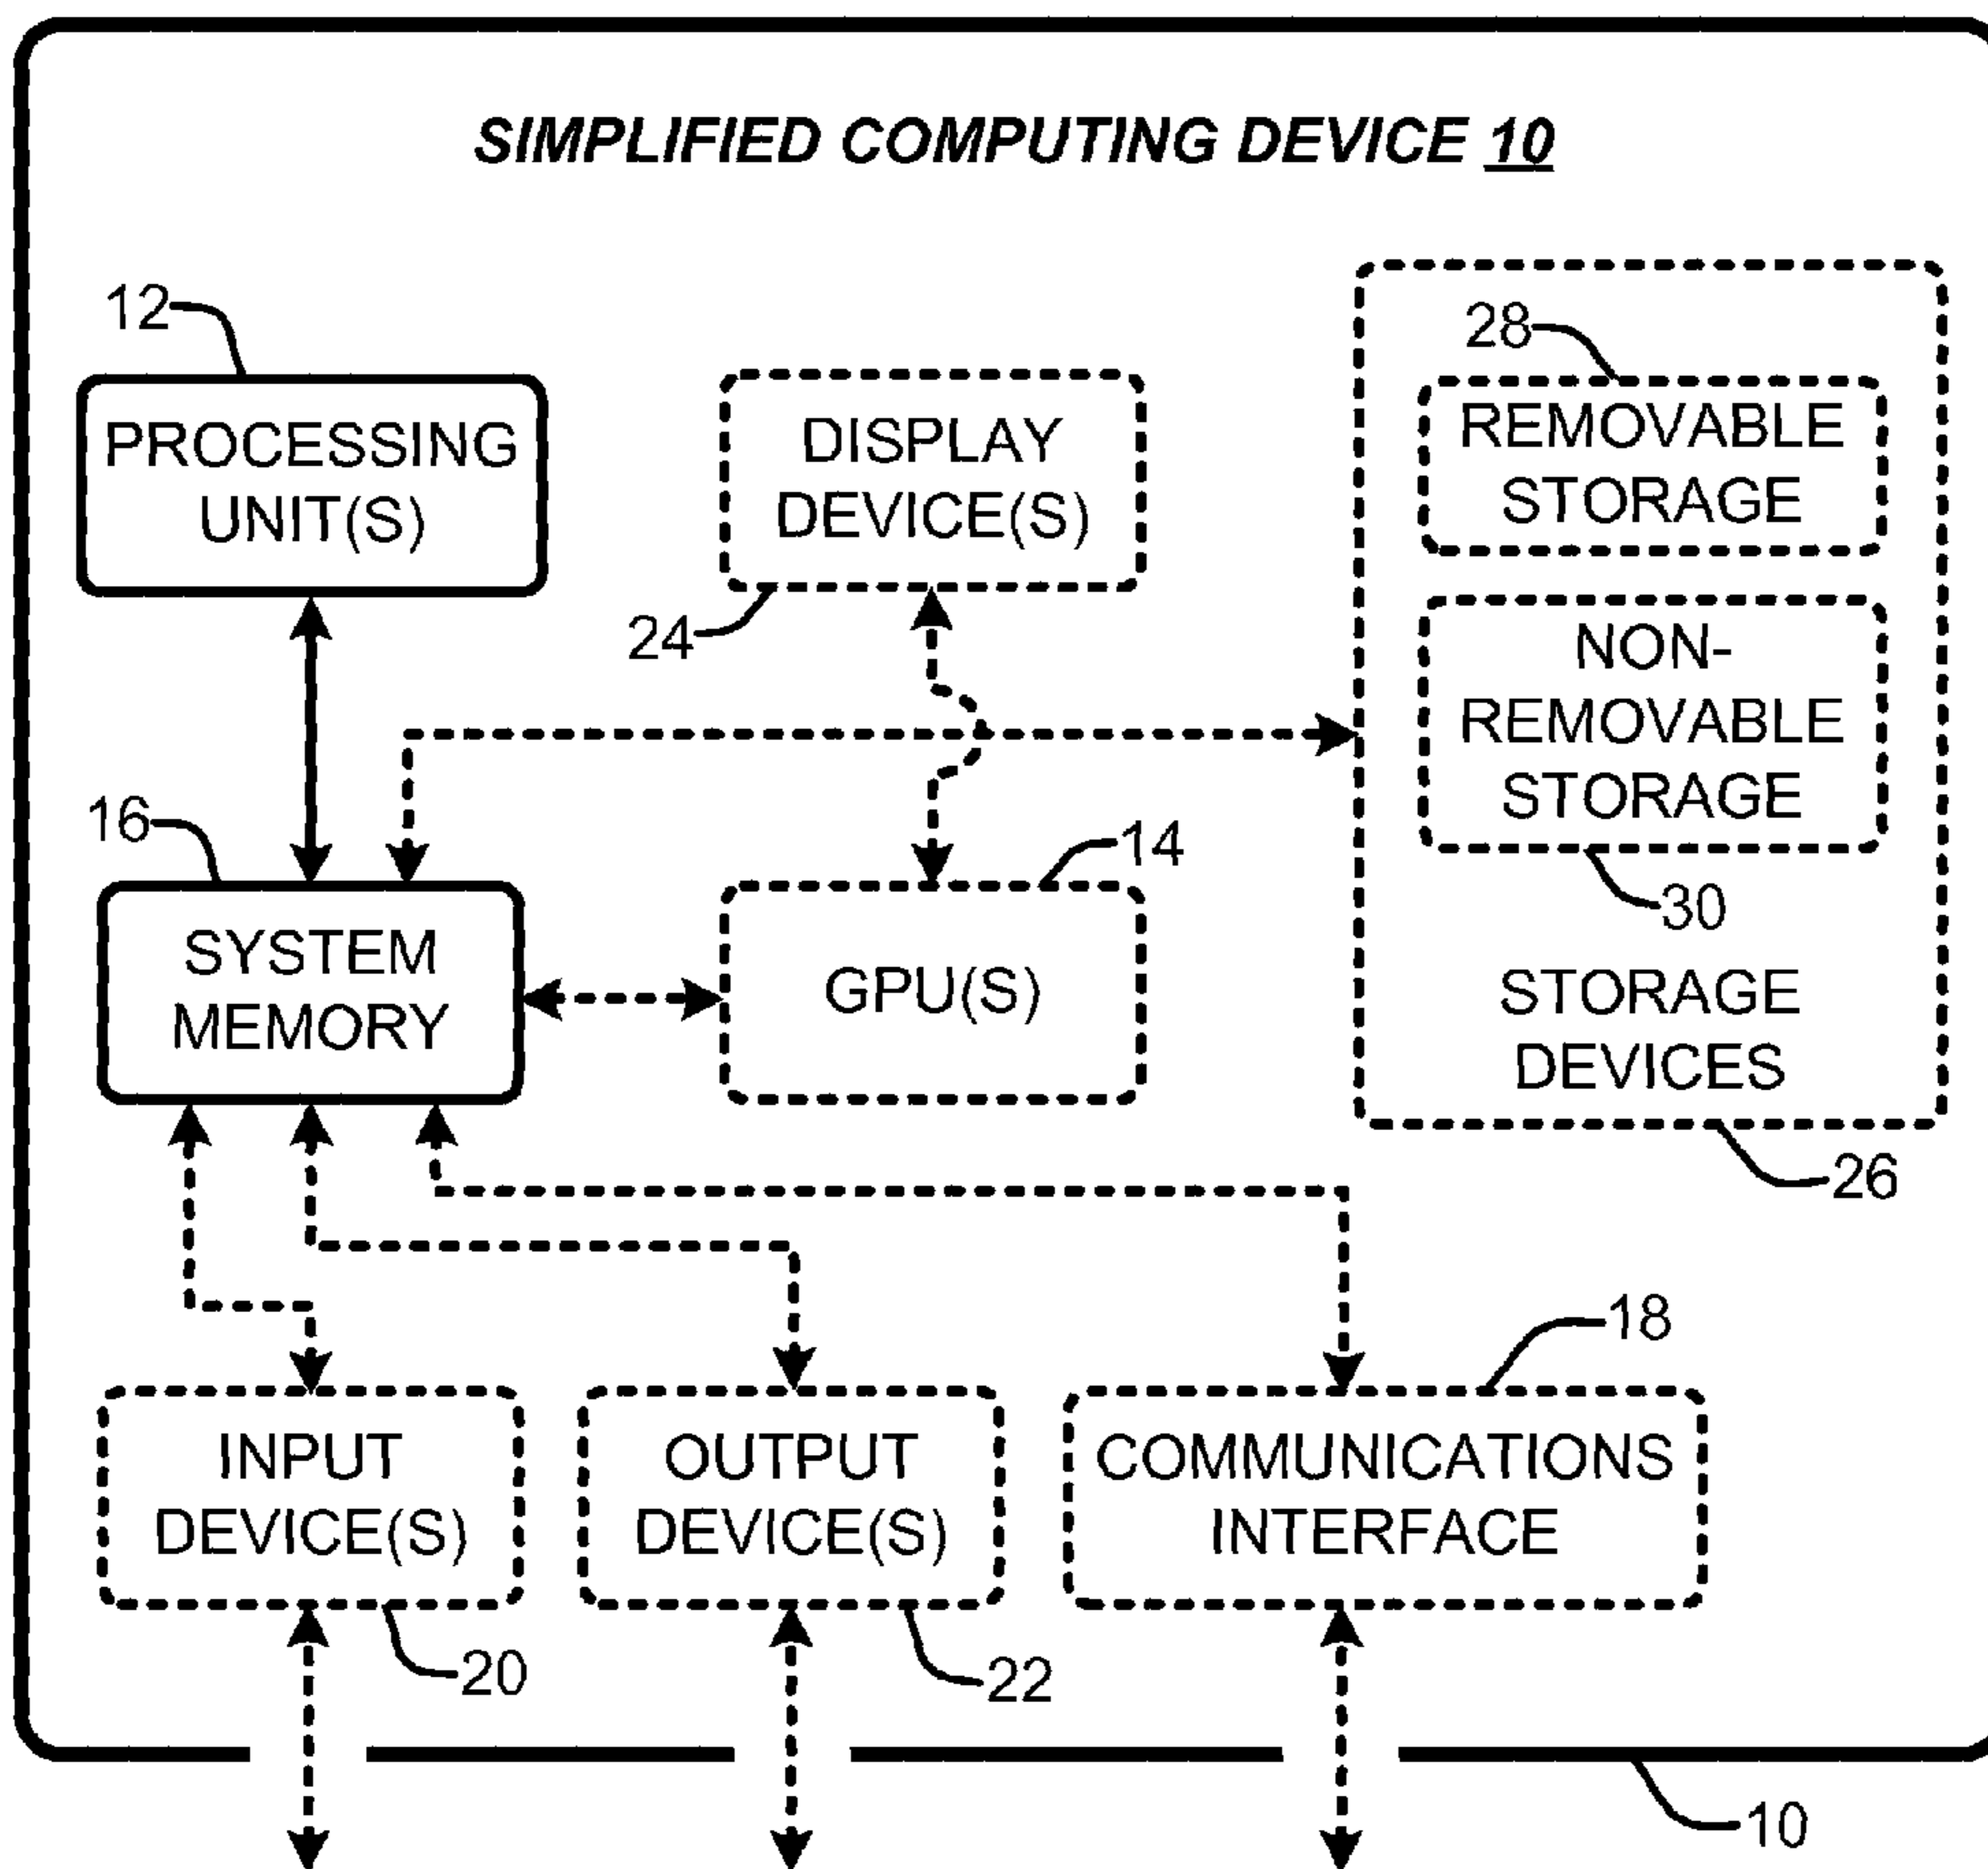 SIMPLIFIED COMPUTING DEVICE 10
12
PROCESSING
UNIT(S)
DISPLAY
DEVICE(S)
24
28
REMOVABLE
STORAGE
NON-
REMOVABLE
STORAGE
30
STORAGE
DEVICES
26
16
SYSTEM
MEMORY
14
GPU(S)
INPUT
DEVICE(S)
20
OUTPUT
DEVICE(S)
22
18
COMMUNICATIONS
INTERFACE
10